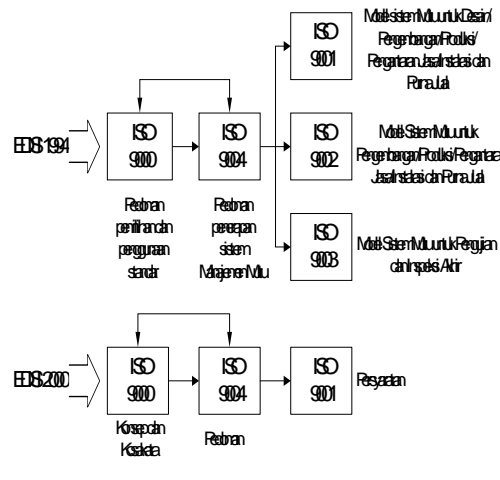 EDISI 1994
ISO
9000
Pedoman
pemilihan dan
penggunaan
standar
ISO
9004
Pedoman
penerapan
sistem
Manajemen Mutu
ISO
9001
Model sistem Mutu untuk Desain/
Pengembangan/Produksi/
Pengantaran Jasa/Instalasi dan
Purna Jual
ISO
9002
Model Sistem Mutu untuk
Pengembangan/Produksi/Pengantaran
Jasa/Instalasi dan Purna Jual
ISO
9003
Model Sistem Mutu untuk Pengujian
dan Inspeksi Akhir
EDISI 2000
ISO
9000
Konsep dan
Kosakata
ISO
9004
Pedoman
ISO
9001
Persyaratan